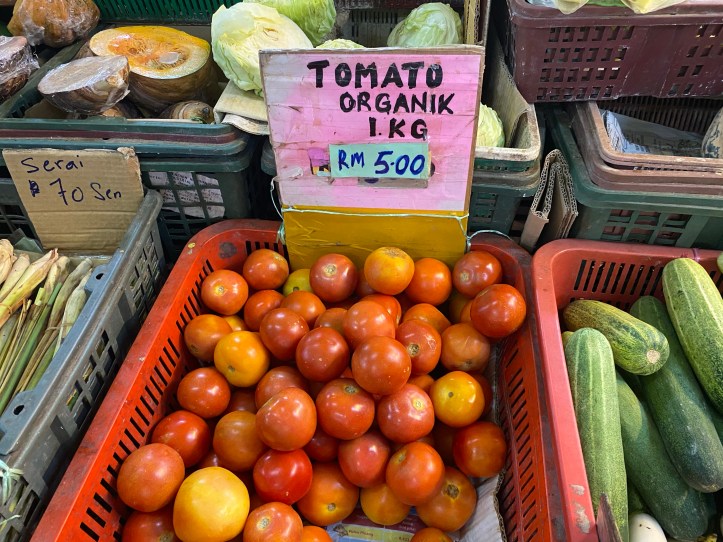 TOMATO
ORGANIK
1.KG
RM 5.00
Serai
70 Sen